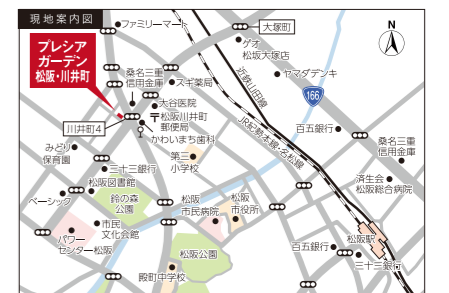 現地案内図
ファミリーマート
大塚町
N
ゲオ
松坂大塚店
プレシア
ガーデン
松阪・川井町
桑名三重
信用金庫
スギ薬局
近鉄山田線
ヤマダデンキ
166
大谷医院
松阪川井町
郵便局
かわいまち歯科
川井町4
JR紀勢本線・名松線
百五銀行
桑名三重
信用金庫
みどり
保育園
三十三銀行
第三
小学校
松阪図書館
済生会
松阪総合病院
ベーシック
鈴の森
公園
松阪
市民病院
松阪
市役所
市民
文化会館
パワー
センター松阪
松阪公園
百五銀行
松阪駅
三十三銀行
殿町中学校